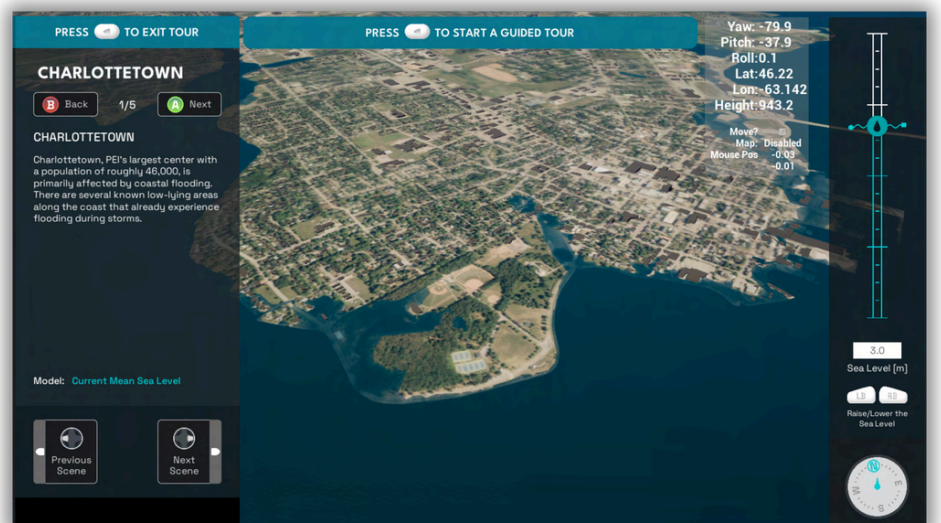 PRESS TO EXIT TOUR
PRESS TO START A GUIDED TOUR
CHARLOTTETOWN
B Back 1/5 A Next
CHARLOTTETOWN
Charlottetown, PEI's largest center with
a population of roughly 46,000, is
primarily affected by coastal flooding.
There are several known low-lying areas
along the coast that already experience
flooding during storms.
Model: Current Mean Sea Level
Previous
Scene
Next
Scene
Yaw: -79.9
Pitch: -37.9
Roll:0.1
Lat:46.22
Lon:-63.142
Height:943.2
Move?
Map: Disabled
Mouse Pos -0.03
-0.01
3.0
Sea Level [m]
LB RB
Raise/Lower the
Sea Level
N
W E
S